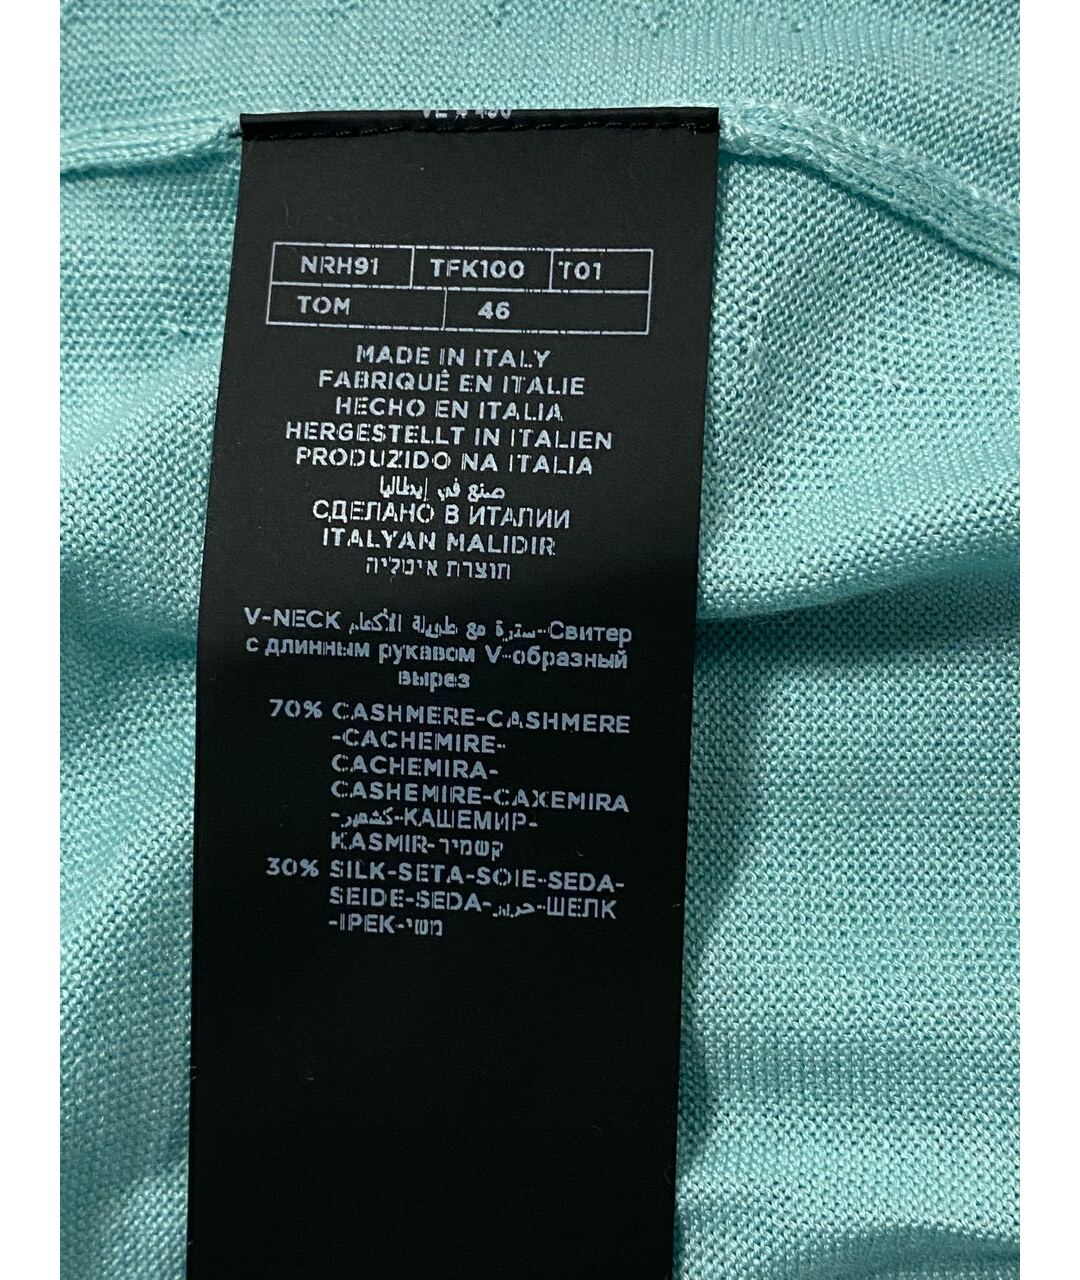 NRH91 TFK100 T01
TOM 46
MADE IN ITALY
FABRIQUÊ EN ITALIE
HECHO EN ITALIA
HERGESTELLT IN ITALIEN
PRODUZIDO NA ITALIA
صنع في إيطاليا
СДЕЛАНО В ИТАЛИИ
ITALYAN MALIDIR
תוצרת איטליה
V-NECK سترة مع طويلة الأكمام-Свитер
с длинным рукавом V-образный
вырез
70% CASHMERE-CASHMERE
-CACHEMIRE-
CACHEMIRA-
CASHEMIRE-CAXEMIRA
-كشمير-КАШЕМИР-
KASMIR-קשמיר
30% SILK-SETA-SOIE-SEDA-
SEIDE-SEDA-حرير-ШЕЛК
-IPEK-משי